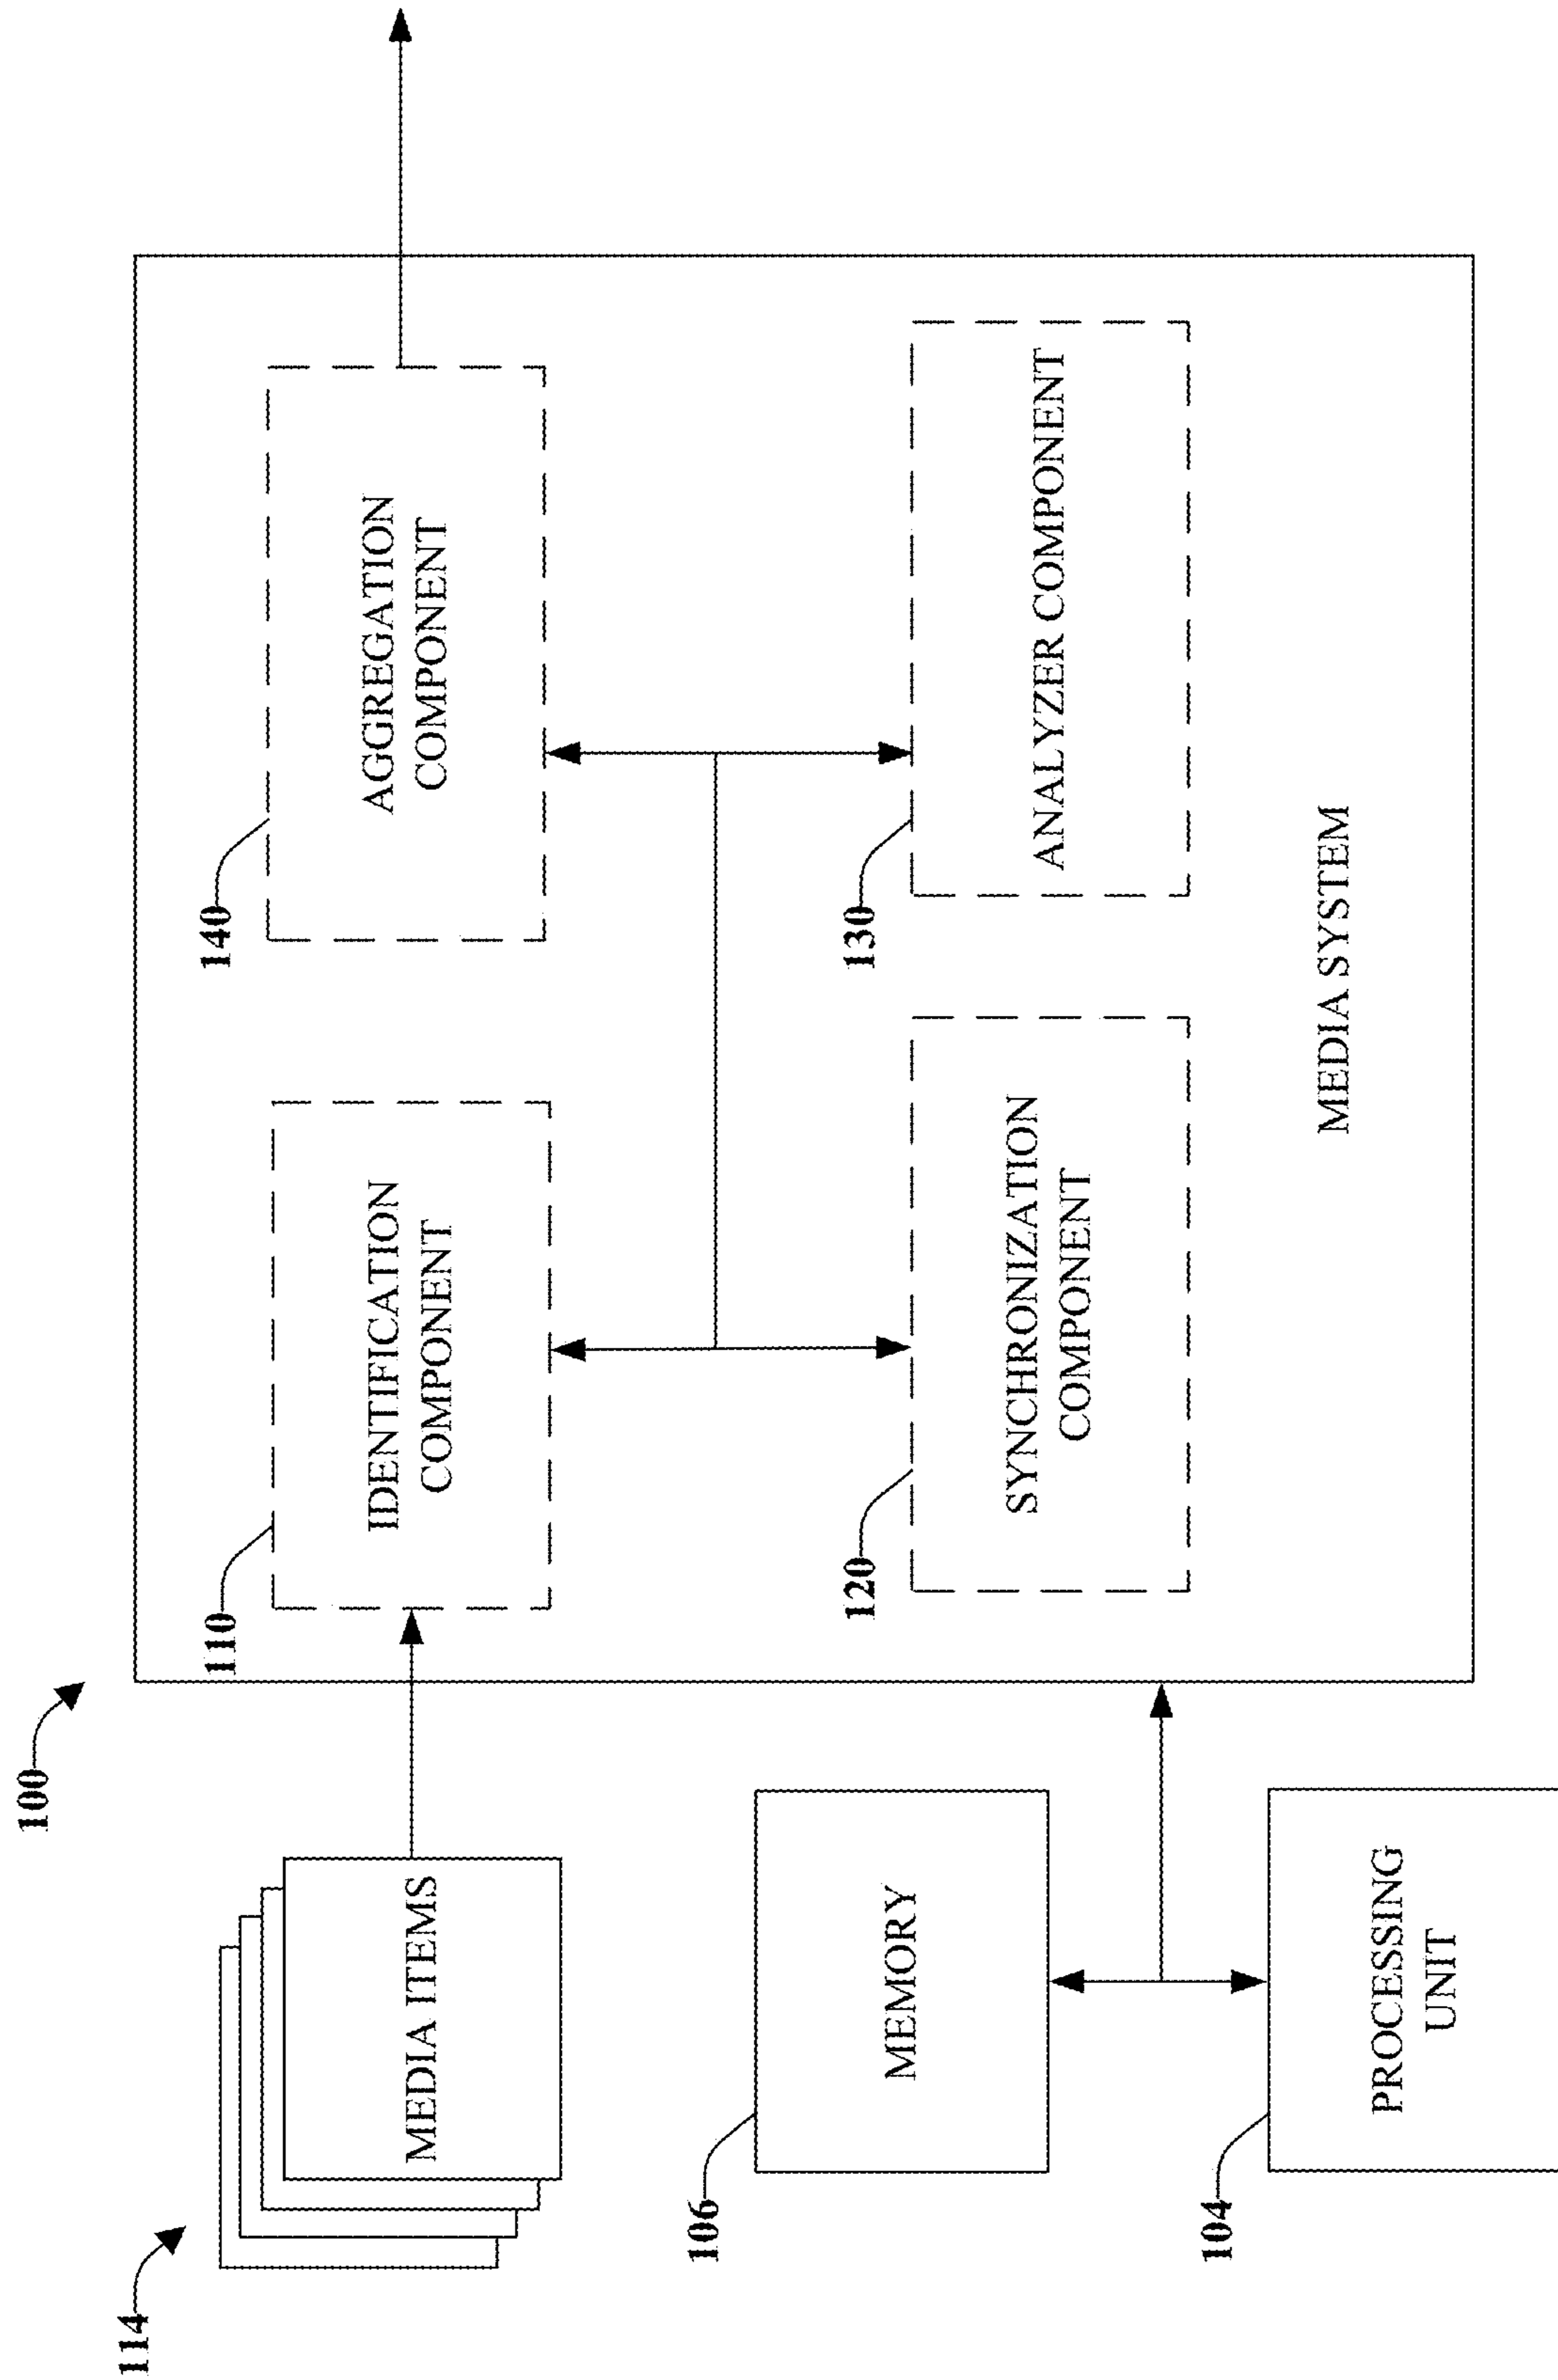 100
114
MEDIA ITEMS
110
IDENTIFICATION
COMPONENT
140
AGGREGATION
COMPONENT
106
MEMORY
120
SYNCHRONIZATION
COMPONENT
130
ANALYZER COMPONENT
104
PROCESSING
UNIT
MEDIA SYSTEM